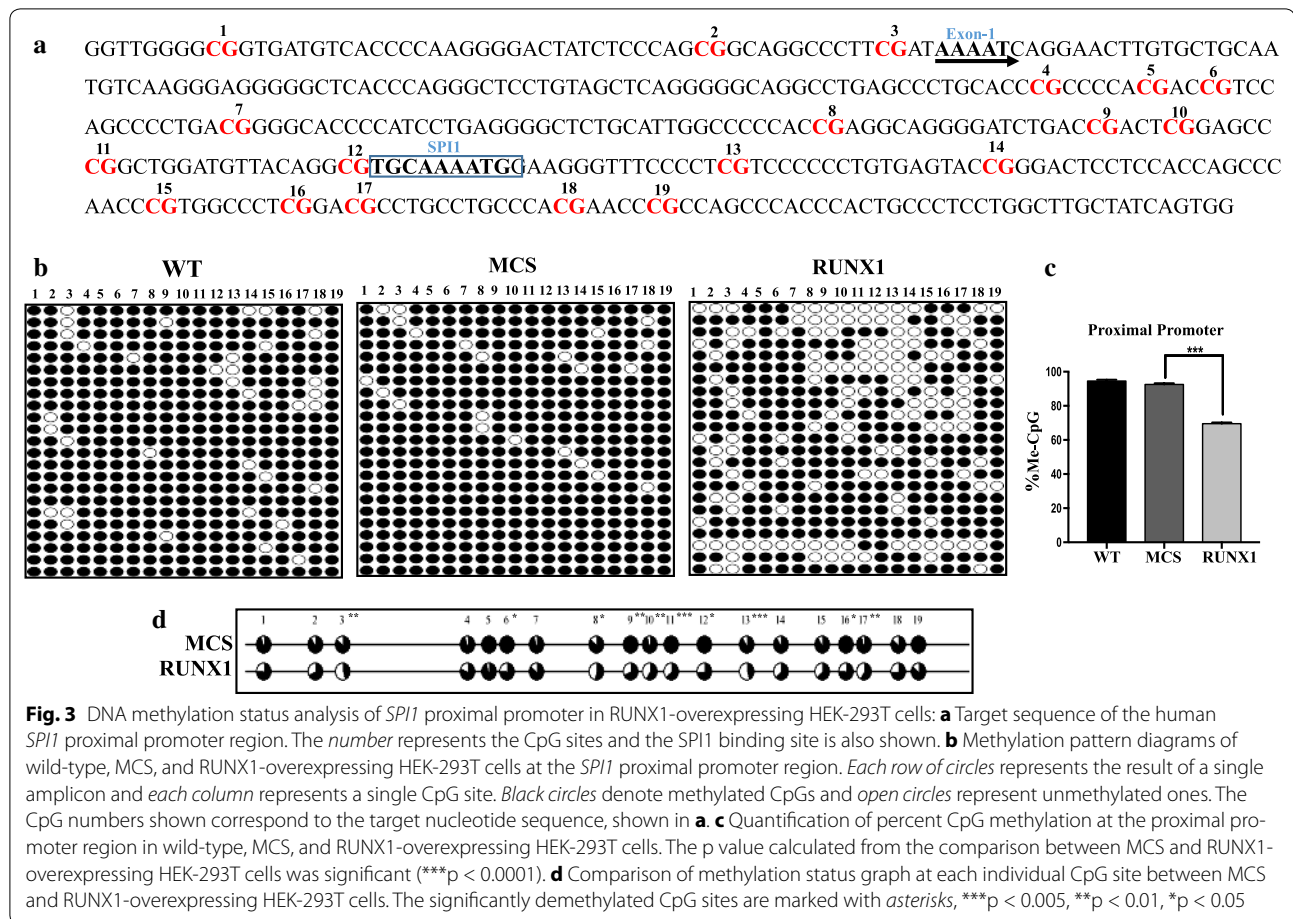 a
1 2 3 Exon-1
GGTTGGGGCGGTGATGTCACCCCAAGGGGACTATCTCCCAGCGGCAGGCCCTTCGATAAAATCAGGAACTTGTGCTGCAA
4 5 6
TGTCAAGGGAGGGGGCTCACCCAGGGCTCCTGTAGCTCAGGGGGCAGGCCTGAGCCCTGCACCCGCCCCACGACCGTCC
7 8 9 10
AGCCCCTGACGGGGCACCCCATCCTGAGGGGCTCTGCATTGGCCCCCACCGAGGCAGGGGATCTGACCGACTCGGAGCC
11 12 SPI1 13 14
CGGCTGGATGTTACAGGCGTGCAAAATGGAAGGGTTTCCCCTCGTCCCCCCTGTGAGTACCGGGACTCCTCCACCAGCCC
15 16 17 18 19
AACCCGTGGCCCTCGGACGCCTGCCTGCCCACGAACCCGCCAGCCCACCCACTGCCCTCCTGGCTTGCTATCAGTGG
b
WT
1 2 3 4 5 6 7 8 9 10 11 12 13 14 15 16 17 18 19
MCS
1 2 3 4 5 6 7 8 9 10 11 12 13 14 15 16 17 18 19
RUNX1
1 2 3 4 5 6 7 8 9 10 11 12 13 14 15 16 17 18 19
c
Proximal Promoter
***
%Me-CpG
100
80
60
40
20
0
WT MCS RUNX1
d
1 2 3 ** 4 5 6 * 7 8 * 9 ** 10 ** 11 *** 12 * 13 *** 14 15 16 * 17 ** 18 19
MCS
RUNX1
Fig. 3 DNA methylation status analysis of SPI1 proximal promoter in RUNX1-overexpressing HEK-293T cells: a Target sequence of the human
SPI1 proximal promoter region. The number represents the CpG sites and the SPI1 binding site is also shown. b Methylation pattern diagrams of
wild-type, MCS, and RUNX1-overexpressing HEK-293T cells at the SPI1 proximal promoter region. Each row of circles represents the result of a single
amplicon and each column represents a single CpG site. Black circles denote methylated CpGs and open circles represent unmethylated ones. The
CpG numbers shown correspond to the target nucleotide sequence, shown in a. c Quantification of percent CpG methylation at the proximal pro-
moter region in wild-type, MCS, and RUNX1-overexpressing HEK-293T cells. The p value calculated from the comparison between MCS and RUNX1-
overexpressing HEK-293T cells was significant (***p < 0.0001). d Comparison of methylation status graph at each individual CpG site between MCS
and RUNX1-overexpressing HEK-293T cells. The significantly demethylated CpG sites are marked with asterisks, ***p < 0.005, **p < 0.01, *p < 0.05